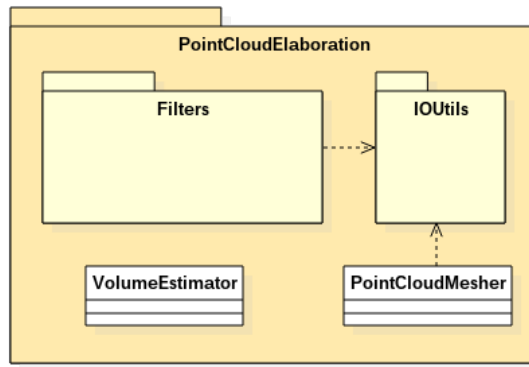 PointCloudElaboration
Filters
IOUtils
VolumeEstimator
PointCloudMesher